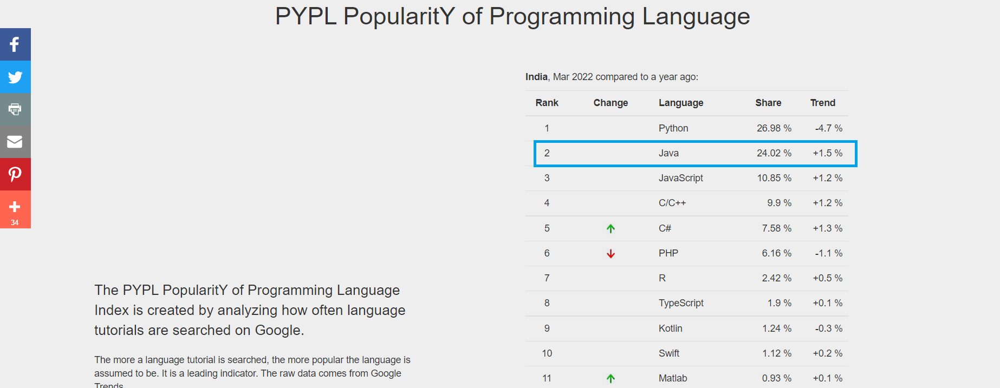 PYPL PopularitY of Programming Language
34
The PYPL PopularitY of Programming Language
Index is created by analyzing how often language
tutorials are searched on Google.
The more a language tutorial is searched, the more popular the language is
assumed to be. It is a leading indicator. The raw data comes from Google
Trends
India, Mar 2022 compared to a year ago:
Rank Change Language Share Trend
1 Python 26.98 % -4.7 %
2 Java 24.02 % +1.5 %
3 JavaScript 10.85 % +1.2 %
4 C/C++ 9.9 % +1.2 %
5 C# 7.58 % +1.3 %
6 PHP 6.16 % -1.1 %
7 R 2.42 % +0.5 %
8 TypeScript 1.9 % +0.1 %
9 Kotlin 1.24 % -0.3 %
10 Swift 1.12 % +0.2 %
11 Matlab 0.93 % +0.1 %